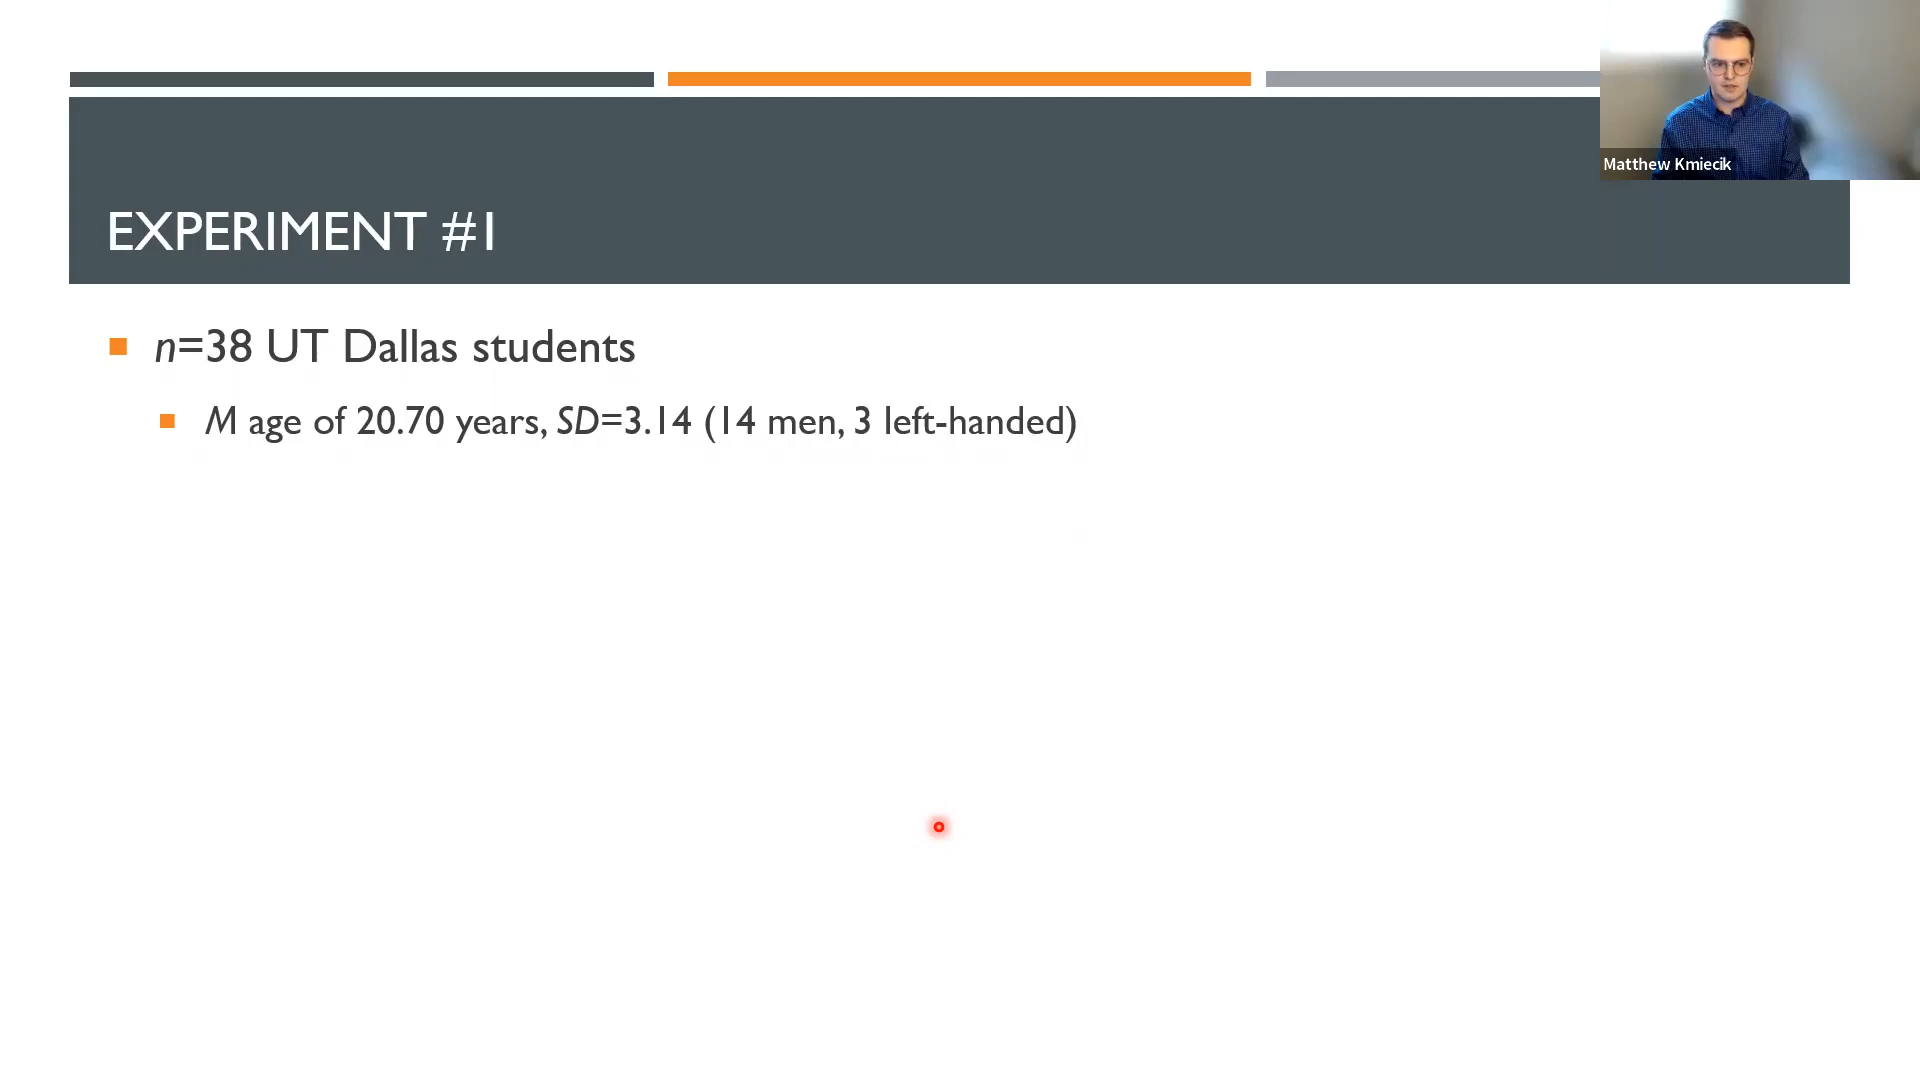 Matthew Kmiecik
EXPERIMENT #1
n=38 UT Dallas students
M age of 20.70 years, SD=3.14 (14 men, 3 left-handed)